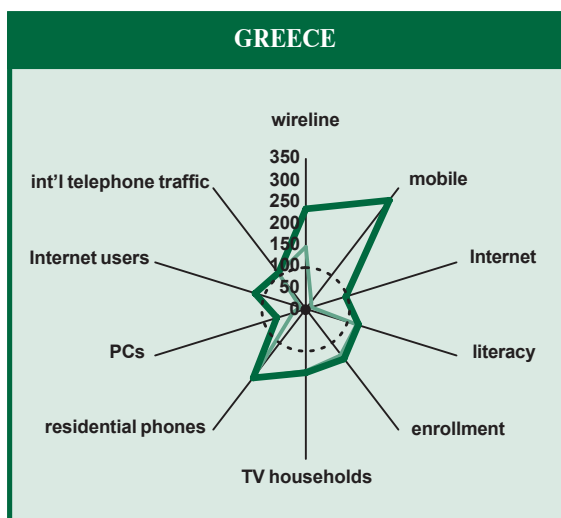 GREECE
wireline
350
300
250
200
150
100
50
0
mobile
int'l telephone traffic
Internet
Internet users
literacy
PCs
enrollment
residential phones
TV households